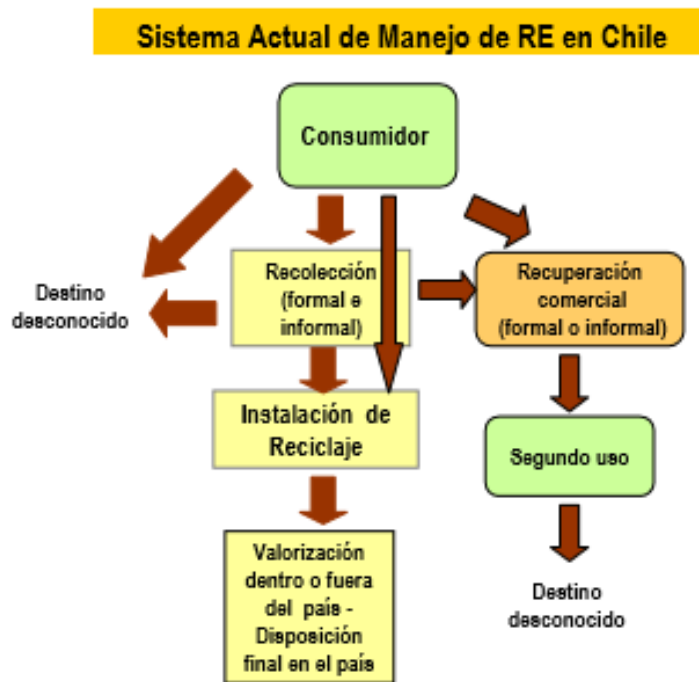 Sistema Actual de Manejo de RE en Chile
Consumidor
Destino
desconocido
Recolección
(formal e
informal)
Recuperación
comercial
(formal o informal)
Instalación de
Reciclaje
Segundo uso
Valorización
dentro o fuera
del país -
Disposición
final en el país
Destino
desconocido